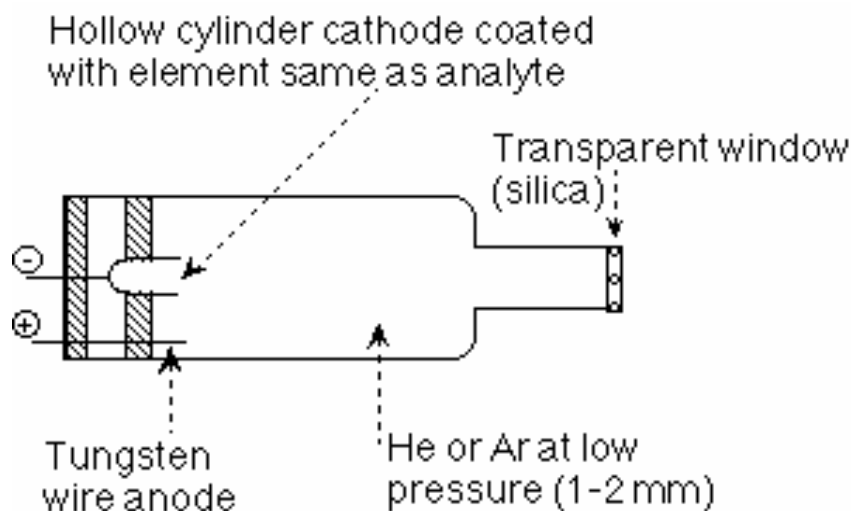 Hollow cylinder cathode coated
with element same as analyte
Transparent window
(silica)
-
+
Tungsten
wire anode
He or Ar at low
pressure (1-2 mm)